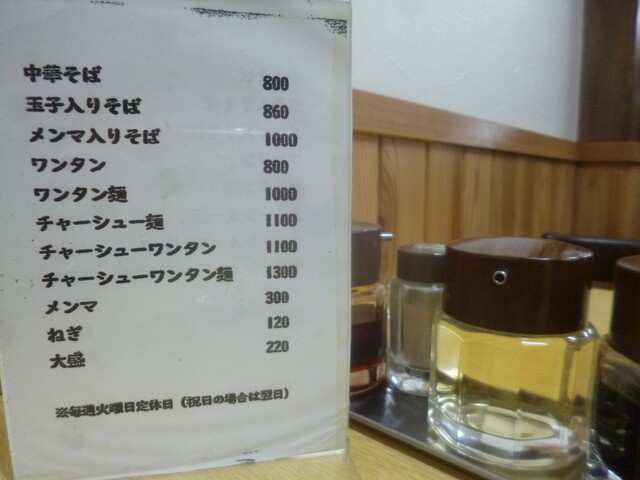 中華そば 800
玉子入りそば 860
メンマ入りそば 1000
ワンタン 800
ワンタン麺 1000
チャーシュー麺 1100
チャーシューワンタン 1100
チャーシューワンタン麺 1300
メンマ 300
ねぎ 120
大盛 220
※毎週火曜日定休日（祝日の場合は翌日）